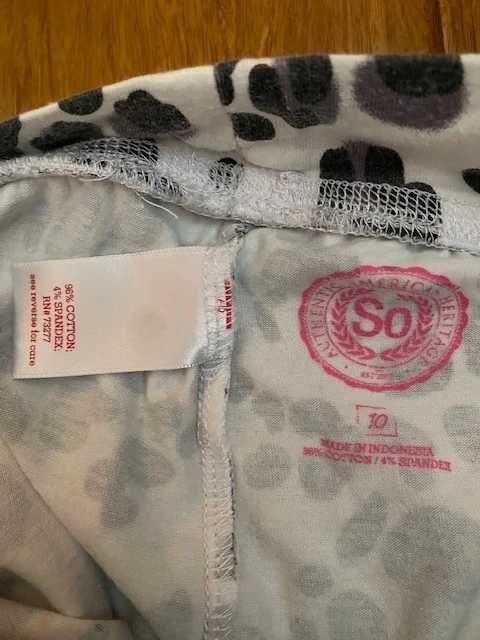 96% COTTON:
4% SPANDEX.
RN# 73277
see reverse for care
AUTHENTIC AMERICAN HERITAGE
So
10
MADE IN INDONESIA
96% COTTON / 4% SPANDEX